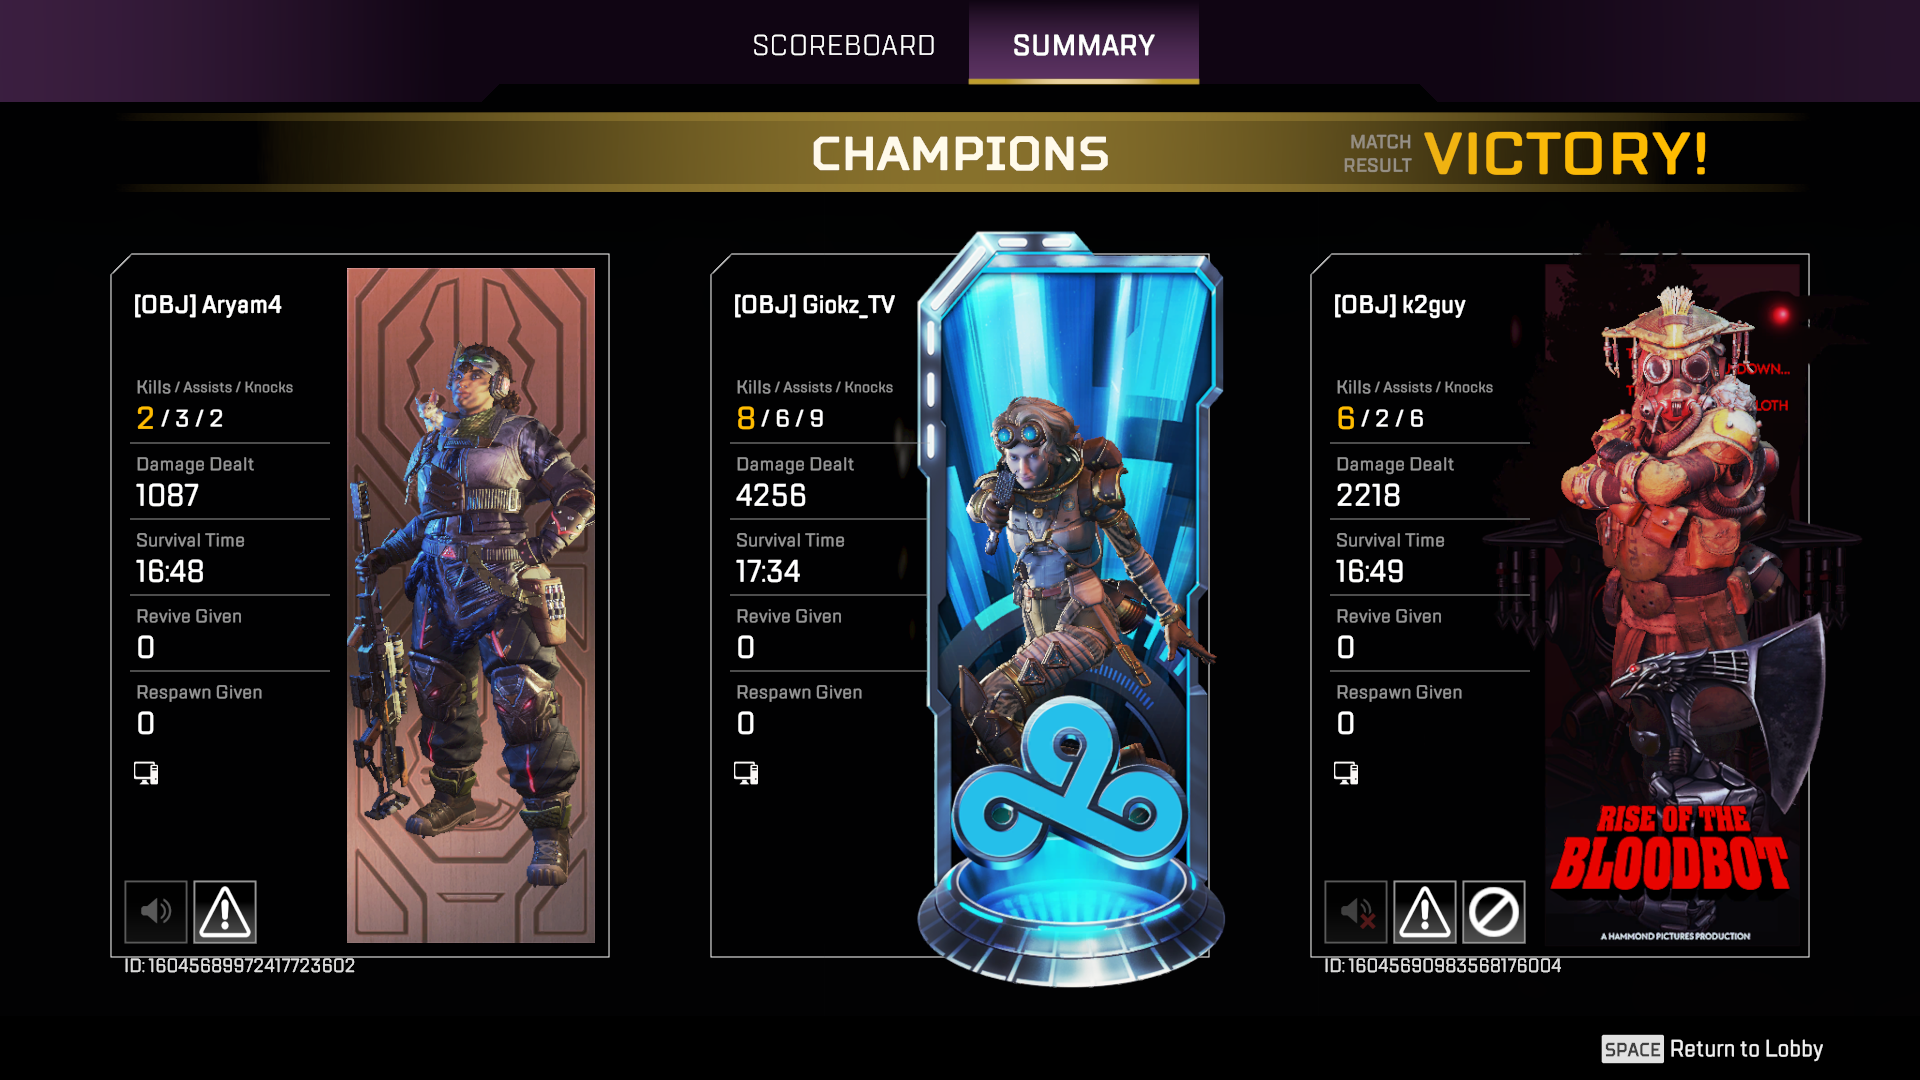 SCOREBOARD
SUMMARY
CHAMPIONS
MATCH
RESULT
VICTORY!
[OBJ] Aryam4
Kills / Assists / Knocks
2 / 3 / 2
Damage Dealt
1087
Survival Time
16:48
Revive Given
0
Respawn Given
0
ID: 16045689972417723602
[OBJ] Giokz_TV
Kills / Assists / Knocks
8 / 6 / 9
Damage Dealt
4256
Survival Time
17:34
Revive Given
0
Respawn Given
0
[OBJ] k2guy
Kills / Assists / Knocks
6 / 2 / 6
Damage Dealt
2218
Survival Time
16:49
Revive Given
0
Respawn Given
0
RISE OF THE
BLOODBOT
A HAMMOND PICTURES PRODUCTION
ID: 16045690983568176004
SPACE Return to Lobby